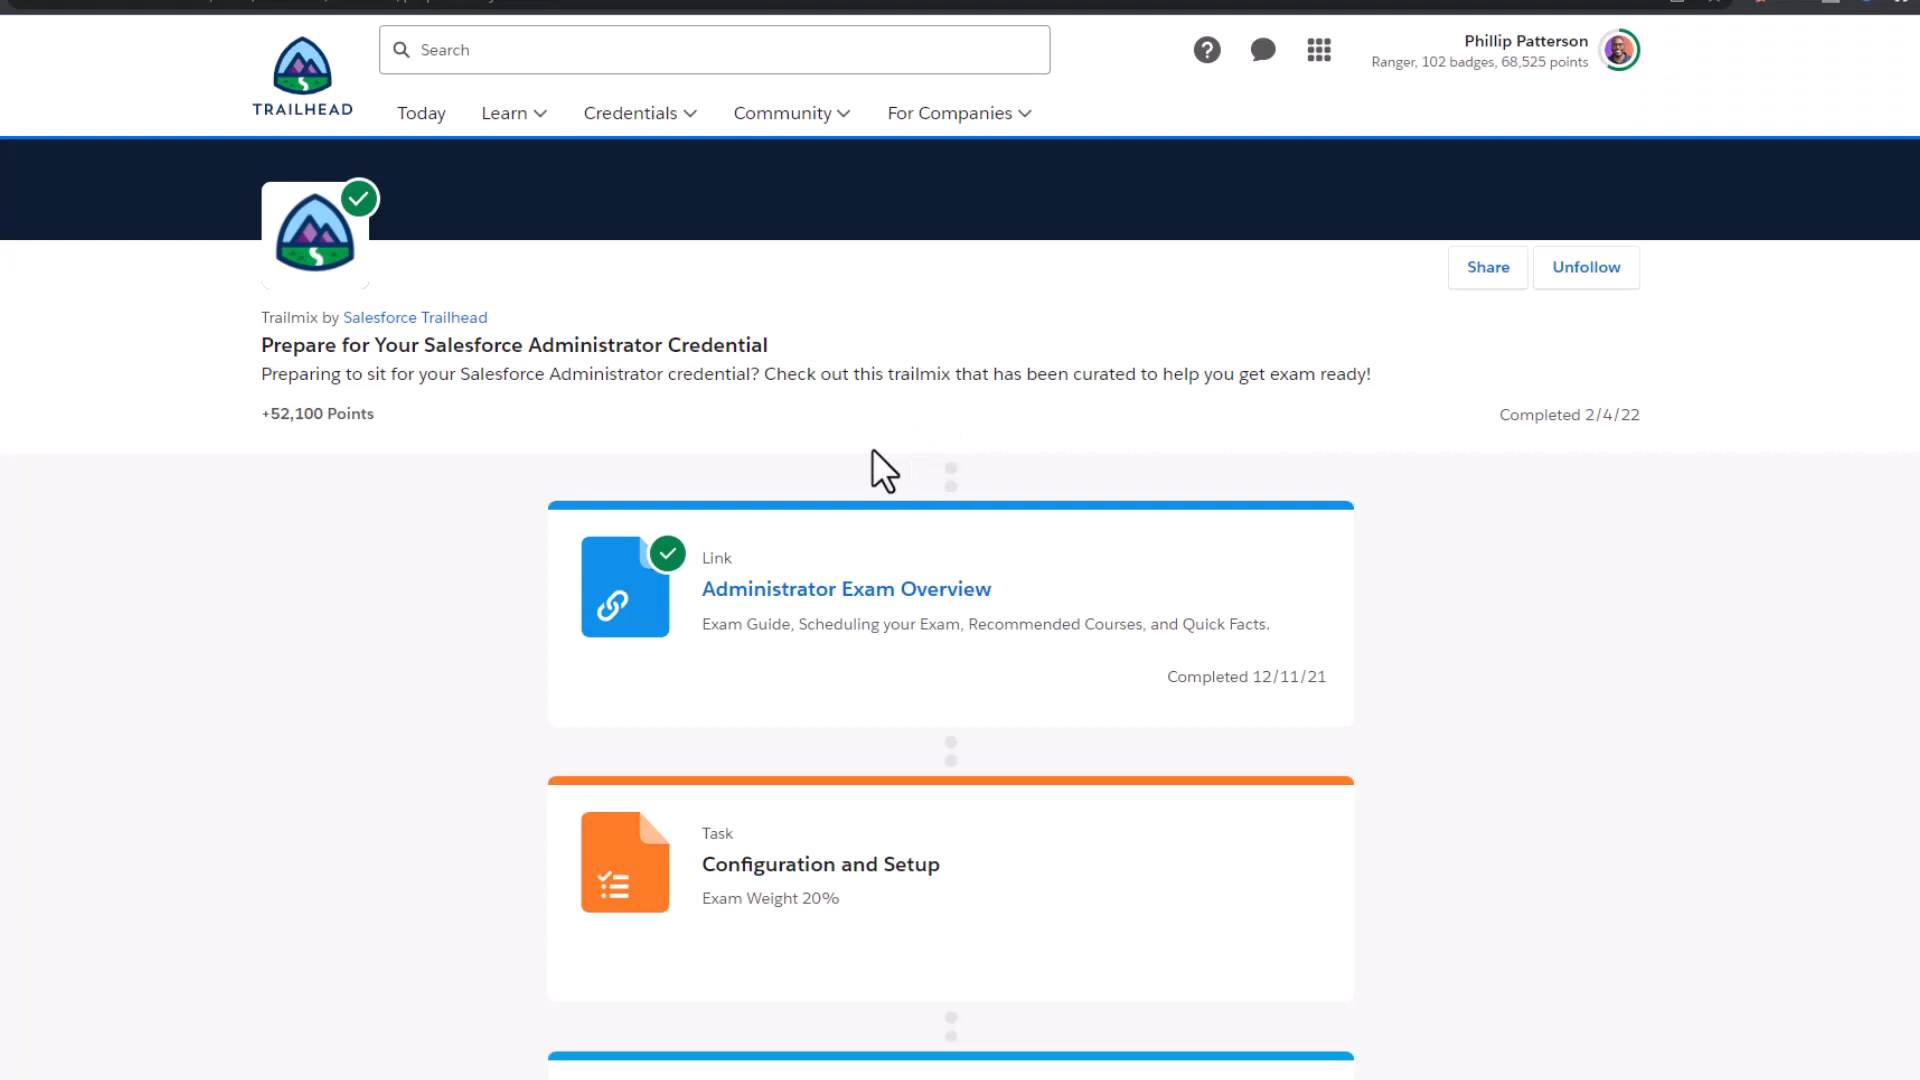 Search
Phillip Patterson
Ranger, 102 badges, 68,525 points
TRAILHEAD
Today
Learn
Credentials
Community
For Companies
Share
Unfollow
Trailmix by Salesforce Trailhead
Prepare for Your Salesforce Administrator Credential
Preparing to sit for your Salesforce Administrator credential? Check out this trailmix that has been curated to help you get exam ready!
+52,100 Points
Completed 2/4/22
Link
Administrator Exam Overview
Exam Guide, Scheduling your Exam, Recommended Courses, and Quick Facts.
Completed 12/11/21
Task
Configuration and Setup
Exam Weight 20%